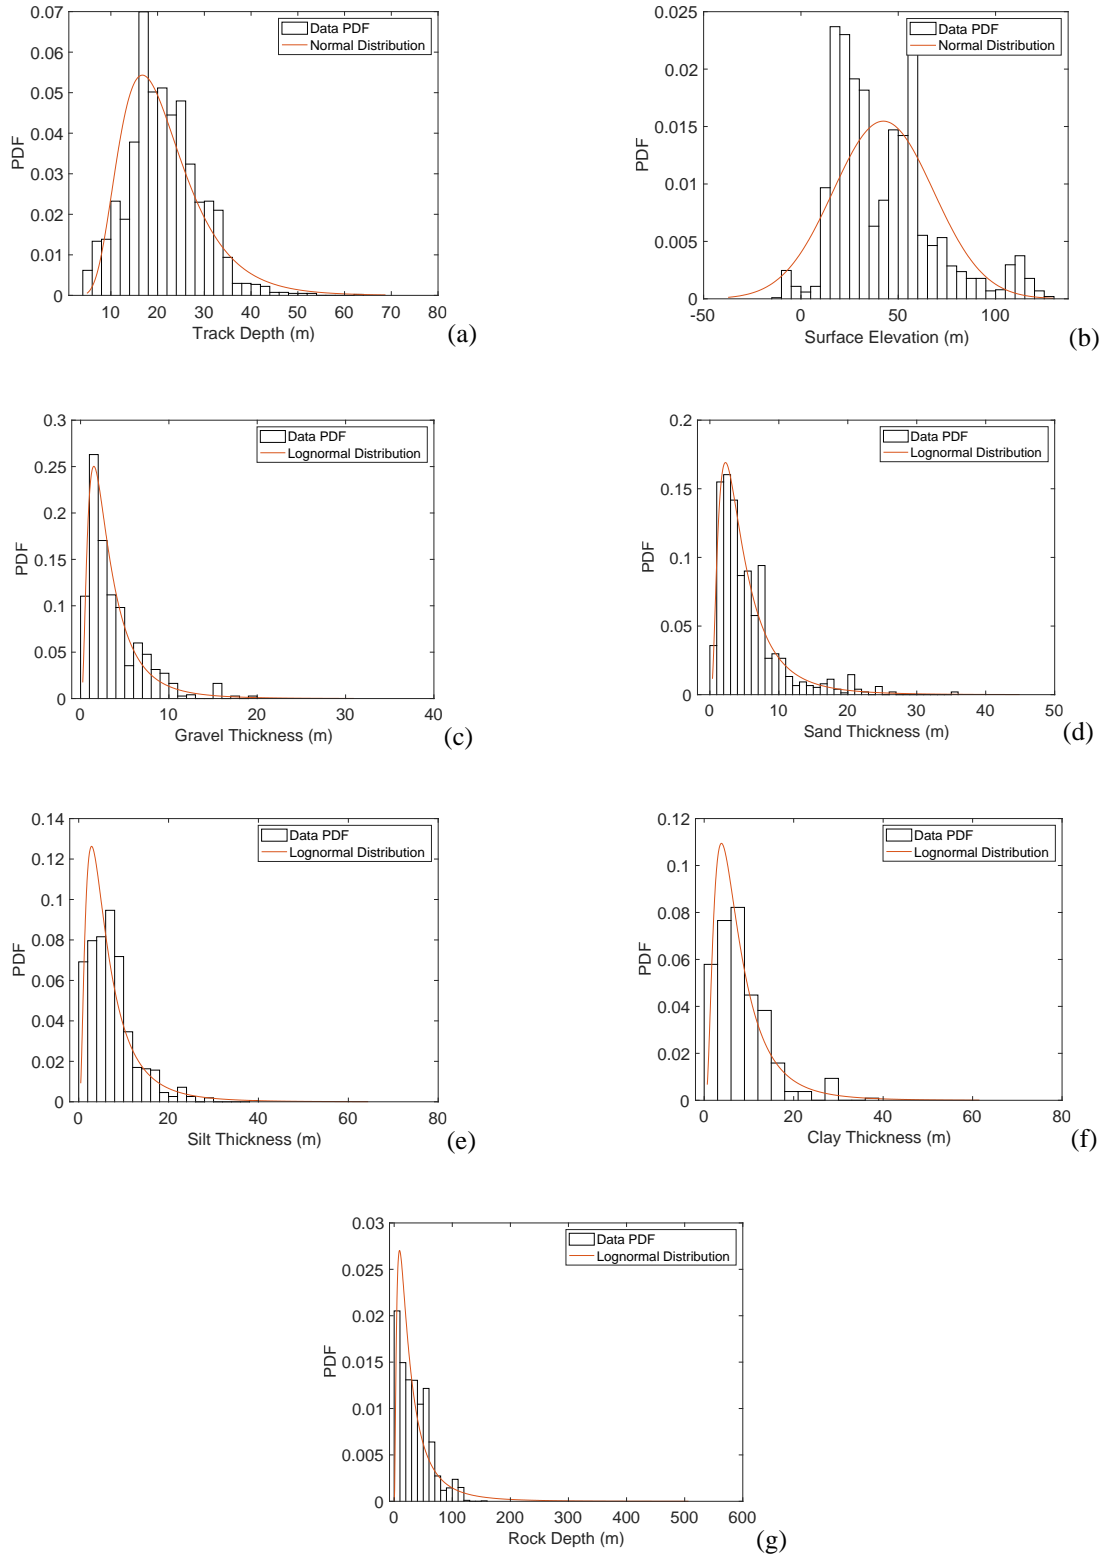 0.07
0.06
0.05
0.04
0.03
0.02
0.01
0
PDF
10 20 30 40 50 60 70 80
Track Depth (m)
Data PDF
Normal Distribution
(a)
0.025
0.02
0.015
0.01
0.005
0
PDF
-50 0 50 100
Surface Elevation (m)
Data PDF
Normal Distribution
(b)
0.3
0.25
0.2
0.15
0.1
0.05
0
PDF
0 10 20 30 40
Gravel Thickness (m)
Data PDF
Lognormal Distribution
(c)
0.2
0.15
0.1
0.05
0
PDF
0 10 20 30 40 50
Sand Thickness (m)
Data PDF
Lognormal Distribution
(d)
0.14
0.12
0.1
0.08
0.06
0.04
0.02
0
PDF
0 20 40 60 80
Silt Thickness (m)
Data PDF
Lognormal Distribution
(e)
0.12
0.1
0.08
0.06
0.04
0.02
0
PDF
0 20 40 60 80
Clay Thickness (m)
Data PDF
Lognormal Distribution
(f)
0.03
0.025
0.02
0.015
0.01
0.005
0
PDF
0 100 200 300 400 500 600
Rock Depth (m)
Data PDF
Lognormal Distribution
(g)